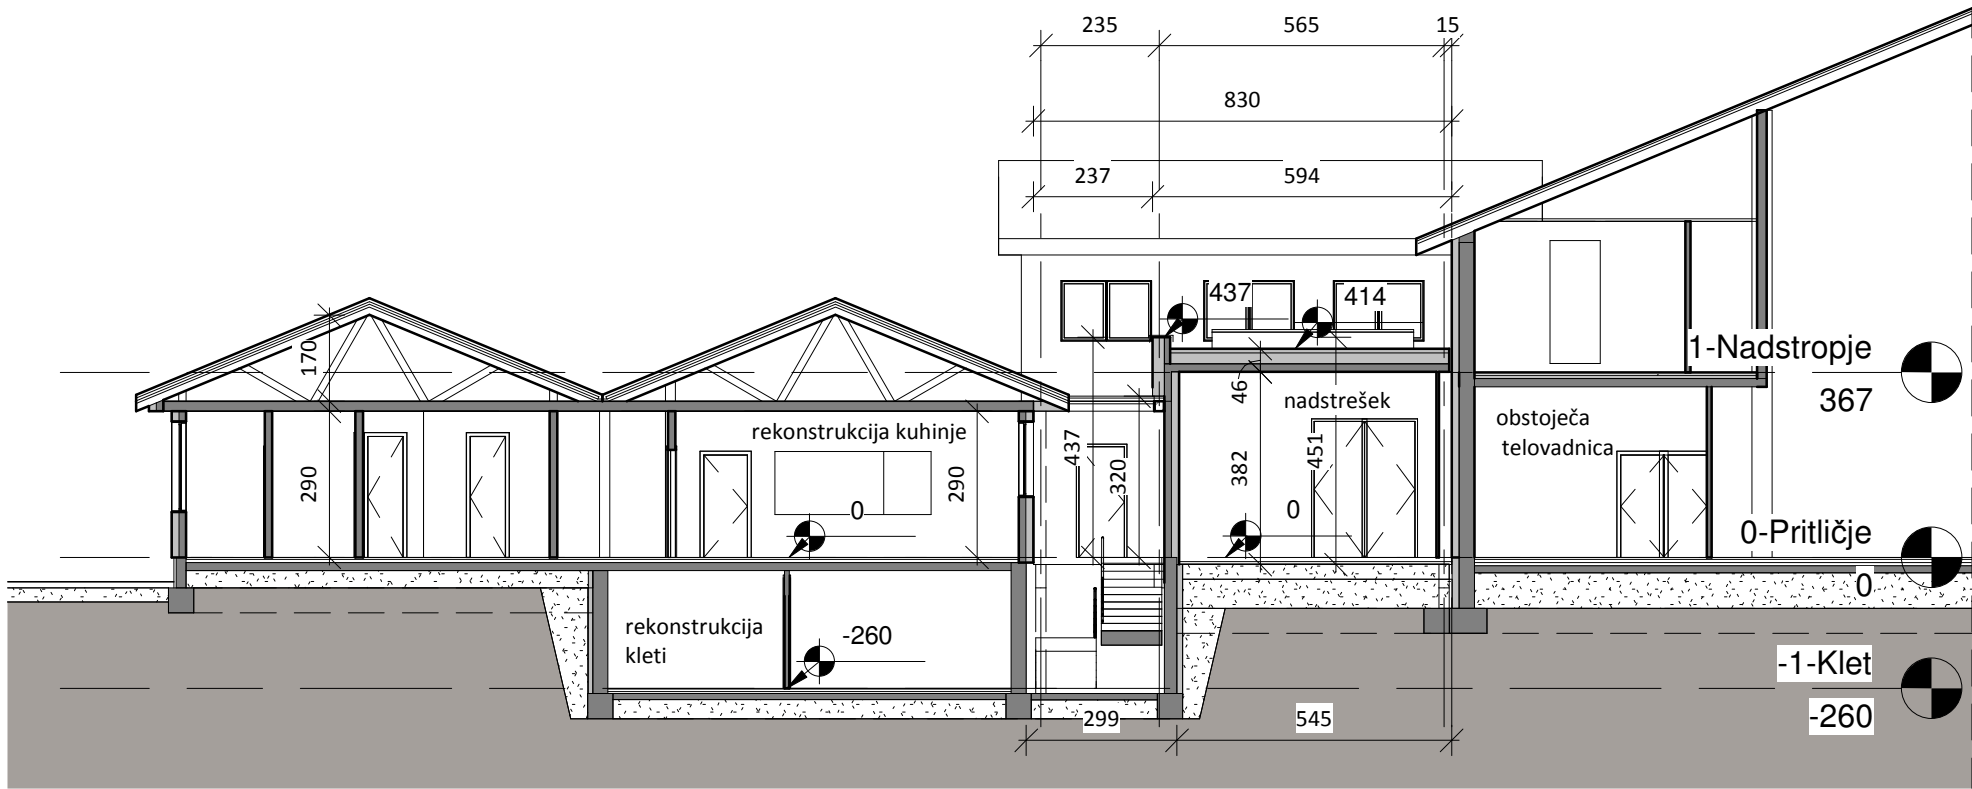 235
565
15
830
237
594
437
414
1-Nadstropje
367
170
46
nadstrešek
obstoječa
telovadnica
rekonstrukcija kuhinje
290
290
437
320
382
451
0
0
0-Pritličje
0
rekonstrukcija
kleti
-260
-1-Klet
-260
299
545